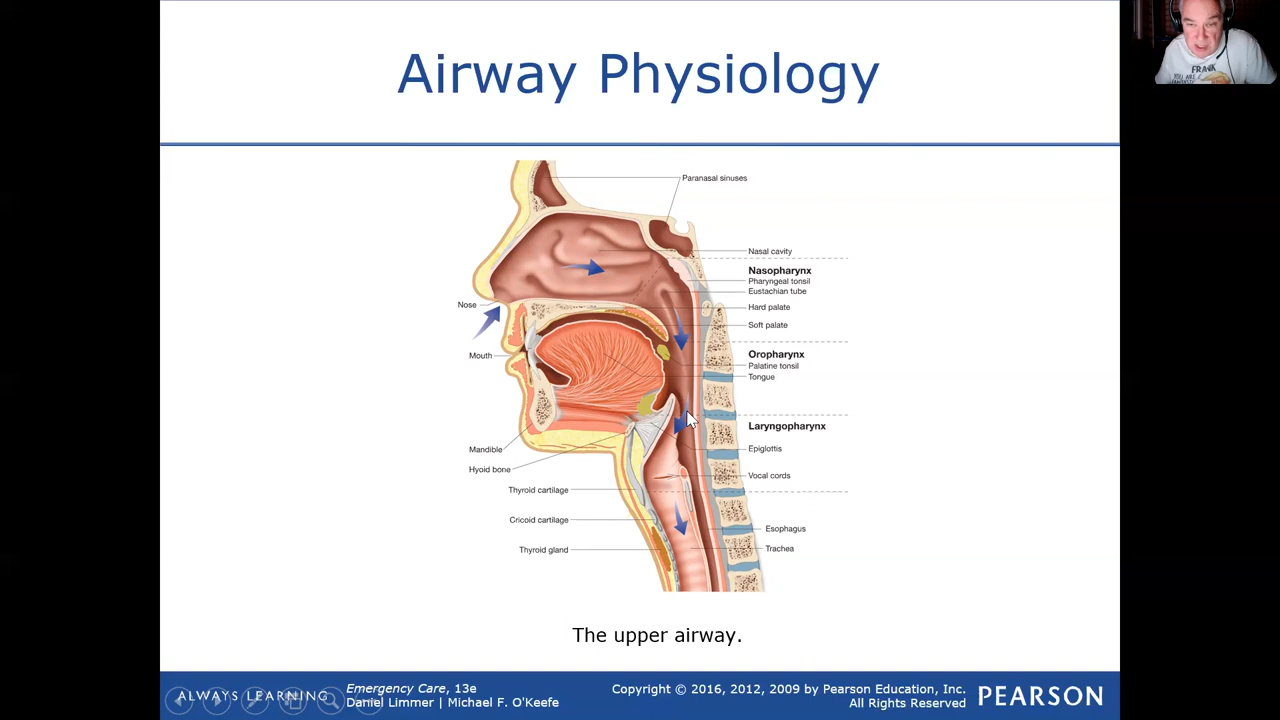 Airway Physiology
FRANK
YOU ARE
Paranasal sinuses
Nasal cavity
Nasopharynx
Pharyngeal tonsil
Eustachian tube
Nose
Hard palate
Soft palate
Mouth
Oropharynx
Palatine tonsil
Tongue
Laryngopharynx
Mandible
Epiglottis
Hyoid bone
Vocal cords
Thyroid cartilage
Cricoid cartilage
Esophagus
Thyroid gland
Trachea
The upper airway.
ALWAYS LEARNING
Emergency Care, 13e
Daniel Limmer | Michael F. O'Keefe
Copyright © 2016, 2012, 2009 by Pearson Education, Inc.
All Rights Reserved
PEARSON